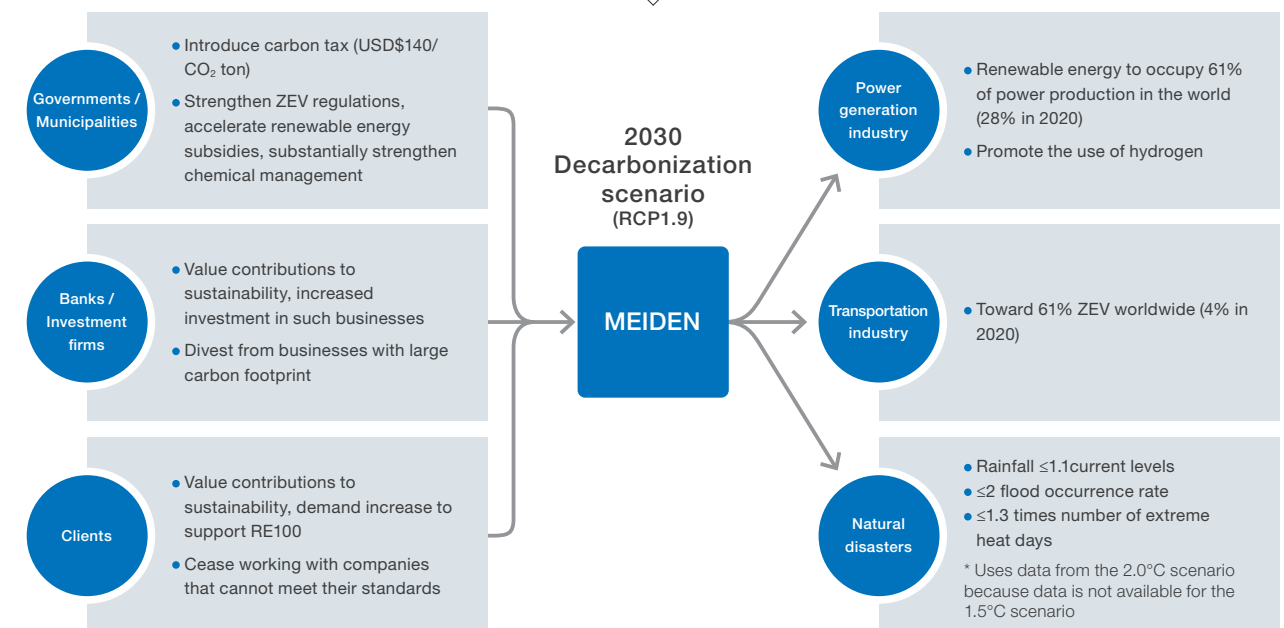 Governments /
Municipalities
● Introduce carbon tax (USD$140/
CO₂ ton)
● Strengthen ZEV regulations,
accelerate renewable energy
subsidies, substantially strengthen
chemical management
Banks /
Investment
firms
● Value contributions to
sustainability, increased
investment in such businesses
● Divest from businesses with large
carbon footprint
Clients
● Value contributions to
sustainability, demand increase to
support RE100
● Cease working with companies
that cannot meet their standards
2030
Decarbonization
scenario
(RCP1.9)
MEIDEN
Power
generation
industry
● Renewable energy to occupy 61%
of power production in the world
(28% in 2020)
● Promote the use of hydrogen
Transportation
industry
● Toward 61% ZEV worldwide (4% in
2020)
Natural
disasters
● Rainfall ≤1.1current levels
● ≤2 flood occurrence rate
● ≤1.3 times number of extreme
heat days
* Uses data from the 2.0°C scenario
because data is not available for the
1.5°C scenario